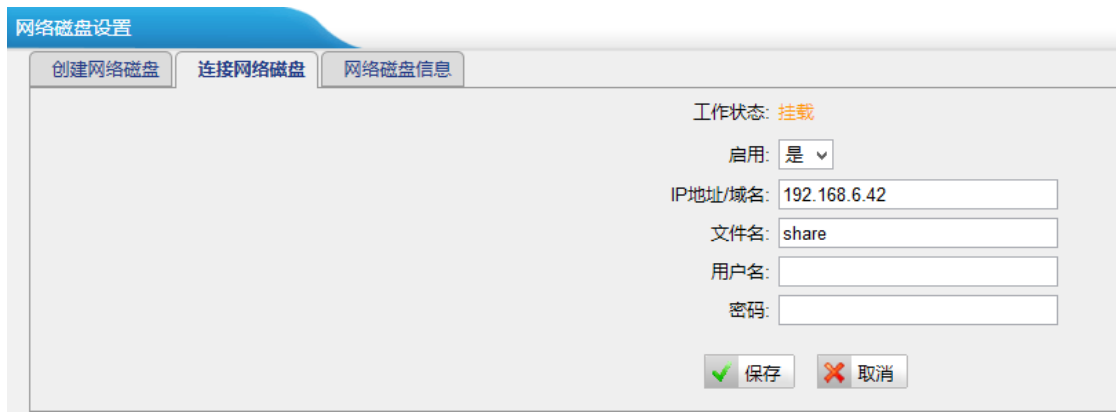 网络磁盘设置
创建网络磁盘 连接网络磁盘 网络磁盘信息
工作状态: 挂载
启用: 是
IP地址/域名: 192.168.6.42
文件名: share
用户名:
密码:
保存 取消